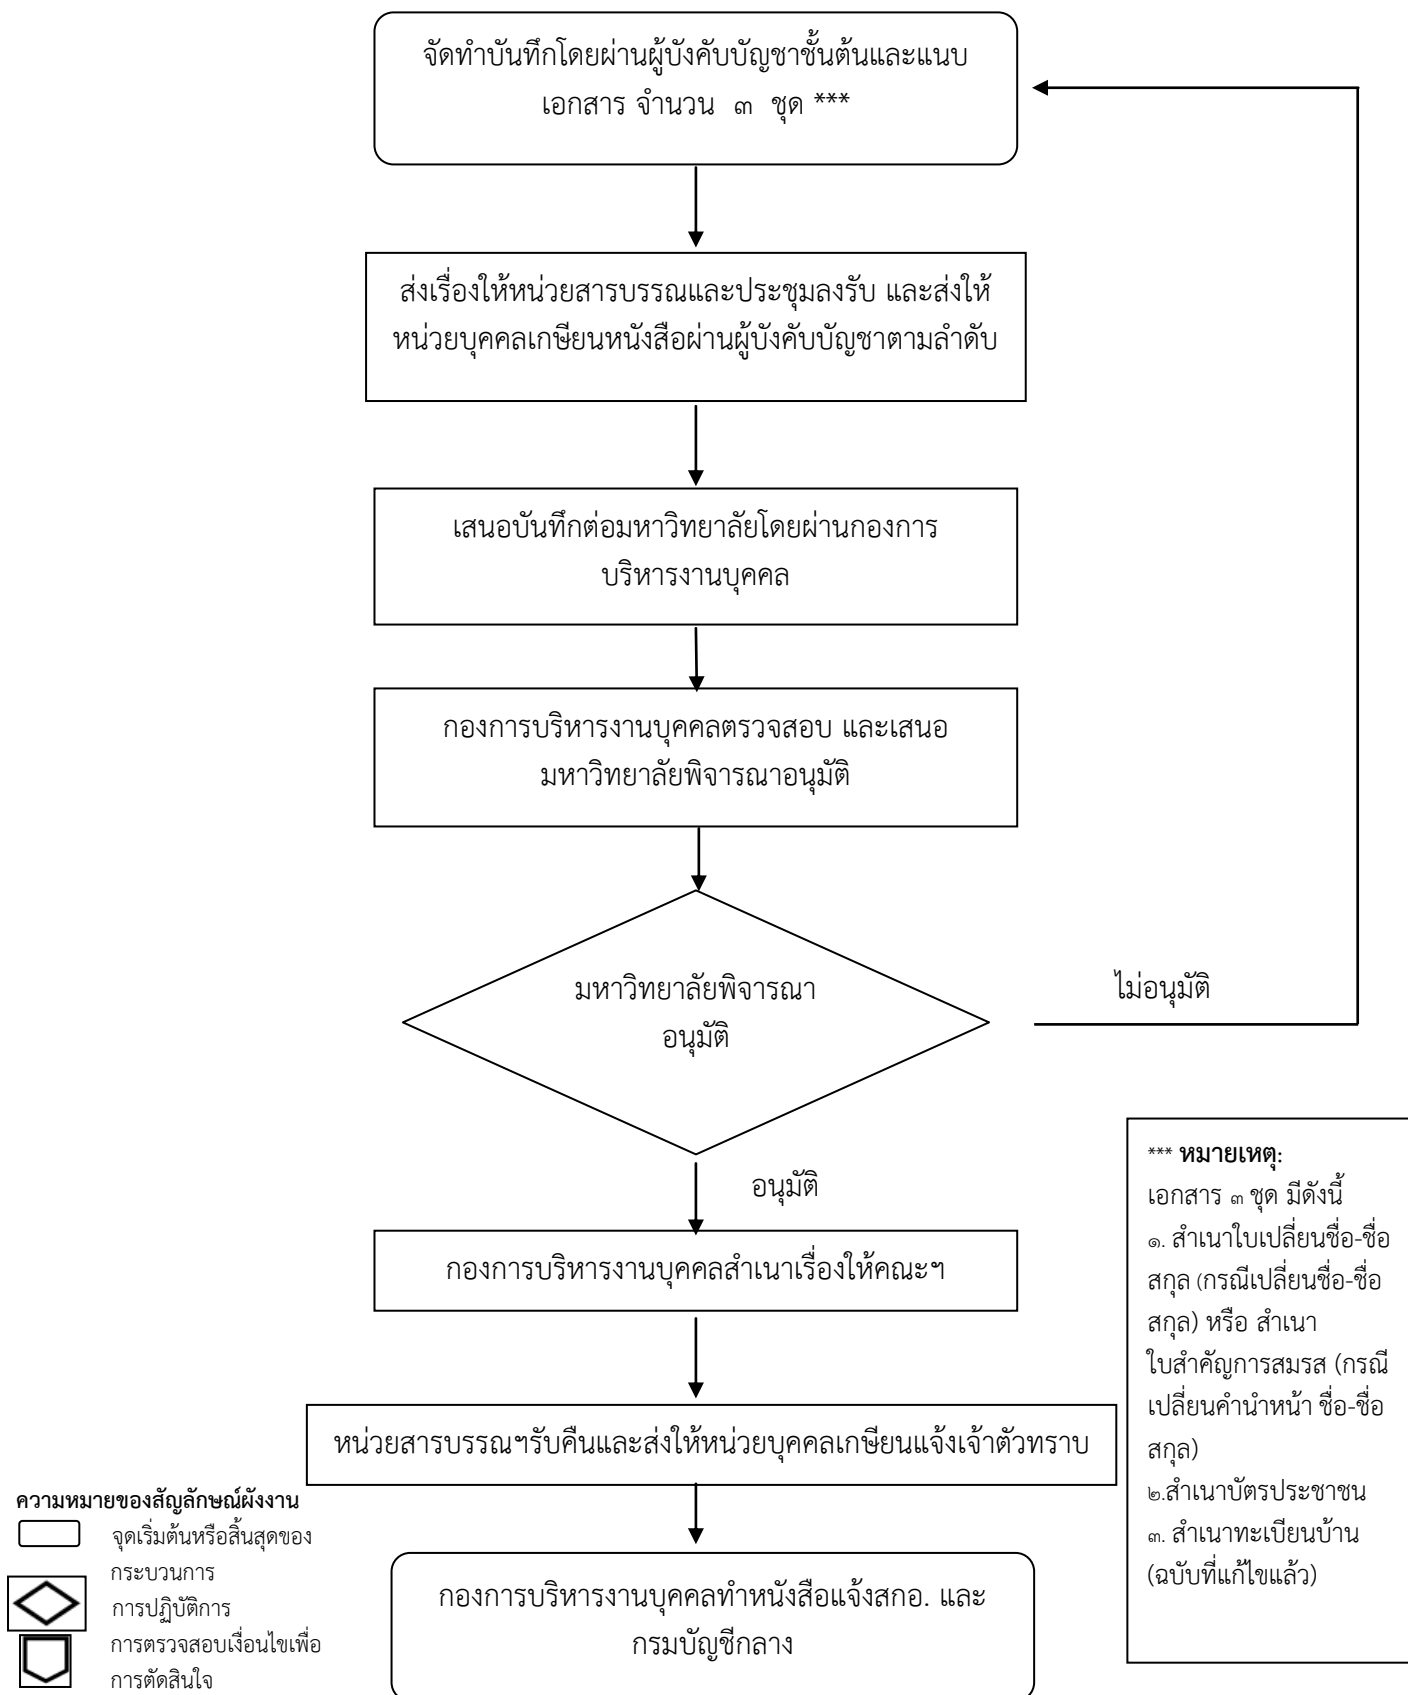 จัดทำบันทึกโดยผ่านผู้บังคับบัญชาชั้นต้นและแนบ
เอกสาร จำนวน ๓ ชุด ***
ส่งเรื่องให้หน่วยสารบรรณและประชุมลงรับ และส่งให้
หน่วยบุคคลเกษียนหนังสือผ่านผู้บังคับบัญชาตามลำดับ
เสนอบันทึกต่อมหาวิทยาลัยโดยผ่านกองการ
บริหารงานบุคคล
กองการบริหารงานบุคคลตรวจสอบ และเสนอ
มหาวิทยาลัยพิจารณาอนุมัติ
มหาวิทยาลัยพิจารณา
อนุมัติ
ไม่อนุมัติ
อนุมัติ
กองการบริหารงานบุคคลสำเนาเรื่องให้คณะฯ
หน่วยสารบรรณฯรับคืนและส่งให้หน่วยบุคคลเกษียนแจ้งเจ้าตัวทราบ
กองการบริหารงานบุคคลทำหนังสือแจ้งสกอ. และ
กรมบัญชีกลาง
*** หมายเหตุ:
เอกสาร ๓ ชุด มีดังนี้
๑. สำเนาใบเปลี่ยนชื่อ-ชื่อ
สกุล (กรณีเปลี่ยนชื่อ-ชื่อ
สกุล) หรือ สำเนา
ใบสำคัญการสมรส (กรณี
เปลี่ยนคำนำหน้า ชื่อ-ชื่อ
สกุล)
๒.สำเนาบัตรประชาชน
๓. สำเนาทะเบียนบ้าน
(ฉบับที่แก้ไขแล้ว)
ความหมายของสัญลักษณ์ผังงาน
จุดเริ่มต้นหรือสิ้นสุดของ
กระบวนการ
การปฏิบัติการ
การตรวจสอบเงื่อนไขเพื่อ
การตัดสินใจ